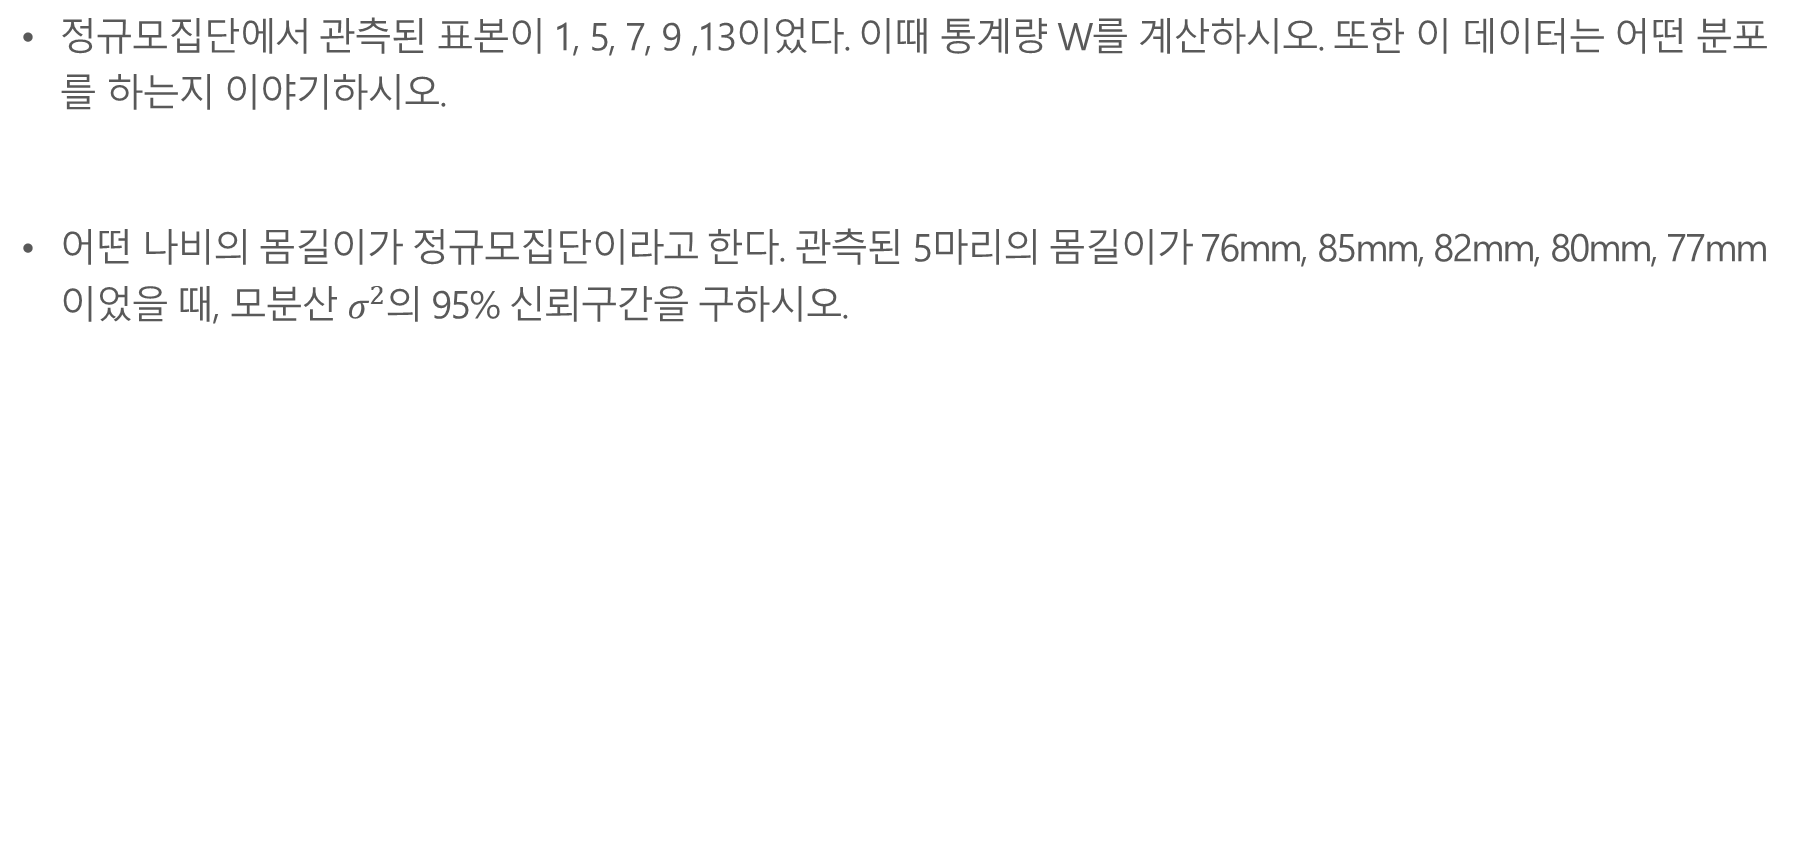 • 정규모집단에서 관측된 표본이 1, 5, 7, 9 ,13이었다. 이때 통계량 W를 계산하시오. 또한 이 데이터는 어떤 분포
를 하는지 이야기하시오.
• 어떤 나비의 몸길이가 정규모집단이라고 한다. 관측된 5마리의 몸길이가 76mm, 85mm, 82mm, 80mm, 77mm
이었을 때, 모분산 𝜎²의 95% 신뢰구간을 구하시오.